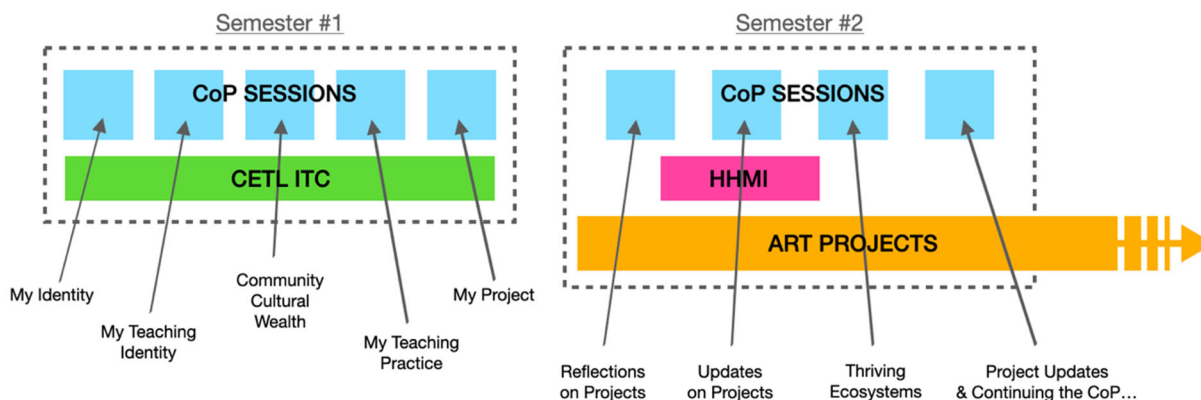 Semester #1
CoP SESSIONS
CETL ITC
My Identity
My Teaching
Identity
Community
Cultural
Wealth
My Teaching
Practice
My Project
Semester #2
CoP SESSIONS
HHMI
ART PROJECTS
Reflections
on Projects
Updates
on Projects
Thriving
Ecosystems
Project Updates
& Continuing the CoP…